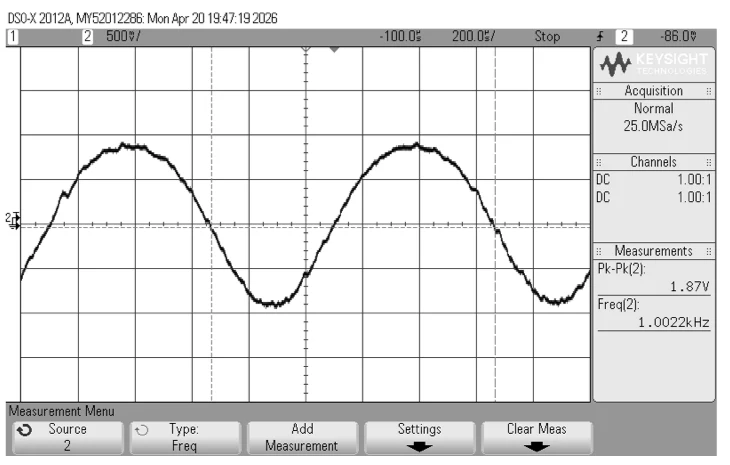 DSO-X 2012A, MY52012286: Mon Apr 20 19:47:19 2026
1 2 500mV/ -100.0us 200.0us/ Stop 2 -86.0mV
KEYSIGHT
TECHNOLOGIES
Acquisition
Normal
25.0MSa/s
Channels
DC 1.00:1
DC 1.00:1
Measurements
Pk-Pk(2):
1.87V
Freq(2):
1.0022kHz
2
Measurement Menu
Source
2
Type:
Freq
Add
Measurement
Settings
Clear Meas